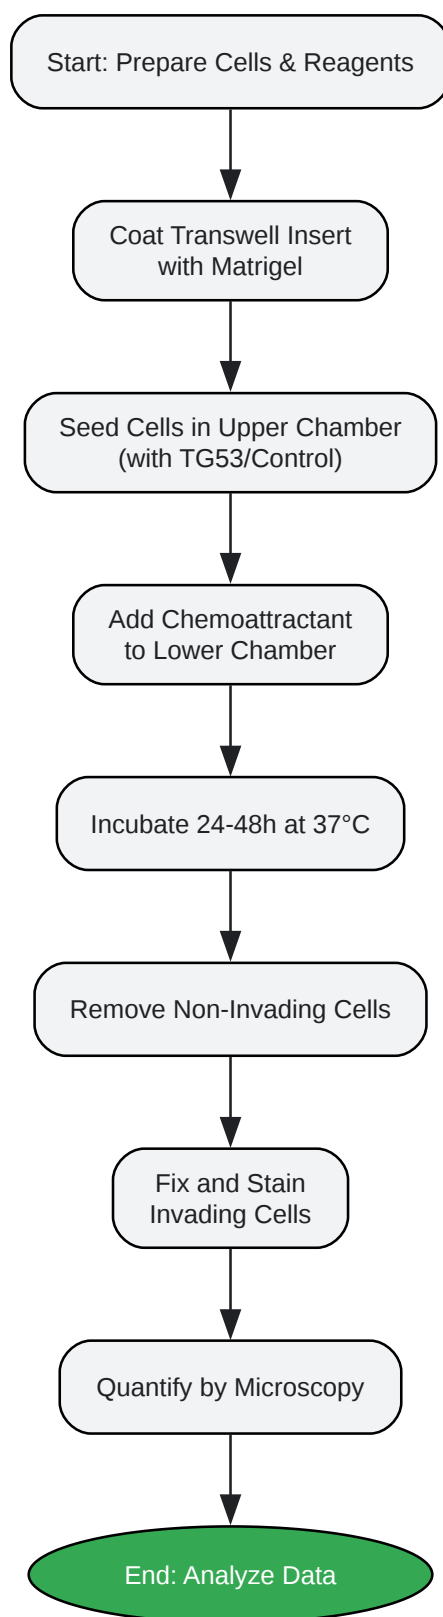 Start: Prepare Cells & Reagents
Coat Transwell Insert
with Matrigel
Seed Cells in Upper Chamber
(with TG53/Control)
Add Chemoattractant
to Lower Chamber
Incubate 24-48h at 37°C
Remove Non-Invading Cells
Fix and Stain
Invading Cells
Quantify by Microscopy
End: Analyze Data